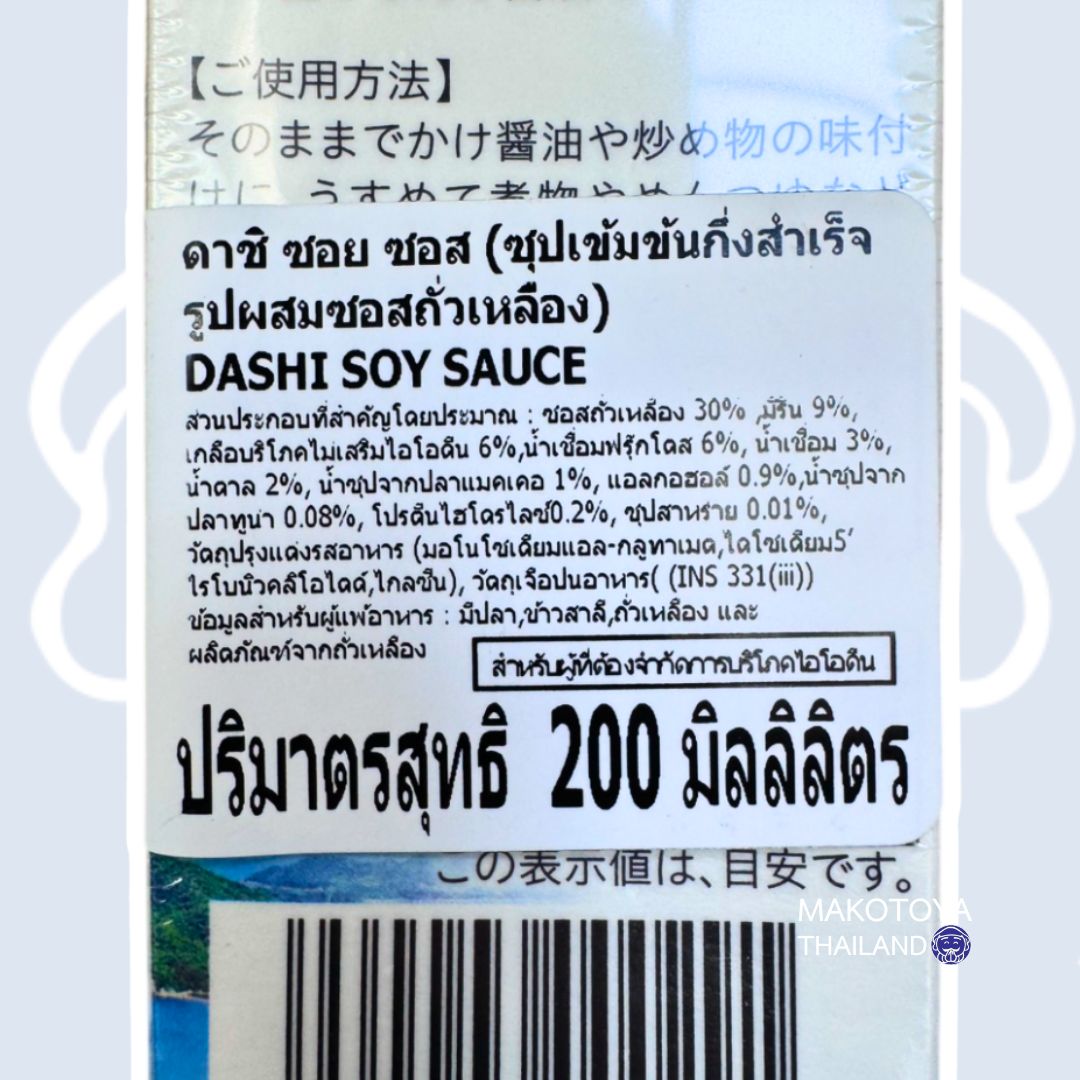 【ご使用方法】
そのままでかけ醤油や炒め物の味付
けに、うすめて煮物やめんつゆなど
ดาชิ ซอย ซอส (ซุปเข้มข้นกึ่งสำเร็จ
รูปผสมซอสถั่วเหลือง)
DASHI SOY SAUCE
ส่วนประกอบที่สำคัญโดยประมาณ : ซอสถั่วเหลือง 30% ,มิริน 9%,
เกลือบริโภคไม่เสริมไอโอดีน 6%,น้ำเชื่อมฟรุ๊กโตส 6%, น้ำเชื่อม 3%,
น้ำตาล 2%, น้ำซุปจากปลาแมคเคอ 1%, แอลกอฮอล์ 0.9%,น้ำซุปจาก
ปลาทูน่า 0.08%, โปรตีนไฮโดรไลซ์0.2%, ซุปสาหร่าย 0.01%,
วัตถุปรุงแต่งรสอาหาร (มอโนโซเดียมแอล-กลูทาเมต,ไดโซเดียม5’
ไรโบนิวคลิโอไดด์,ไกลซีน), วัตถุเจือปนอาหาร( (INS 331(iii))
ข้อมูลสำหรับผู้แพ้อาหาร : มีปลา,ข้าวสาลี,ถั่วเหลือง และ
ผลิตภัณฑ์จากถั่วเหลือง
สำหรับผู้ที่ต้องจำกัดการบริโภคไอโอดีน
ปริมาตรสุทธิ 200 มิลลิลิตร
この表示値は、目安です。
MAKOTOYA
THAILAND